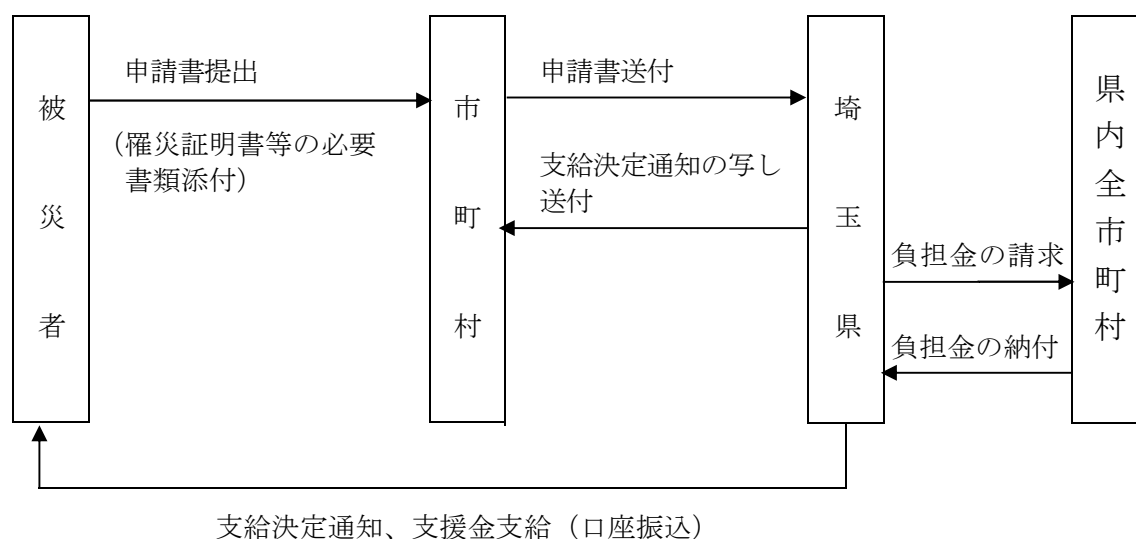 被災者
申請書提出
（罹災証明書等の必要
書類添付）
市町村
申請書送付
支給決定通知の写し
送付
埼玉県
負担金の請求
負担金の納付
県内全市町村
支給決定通知、支援金支給（口座振込）